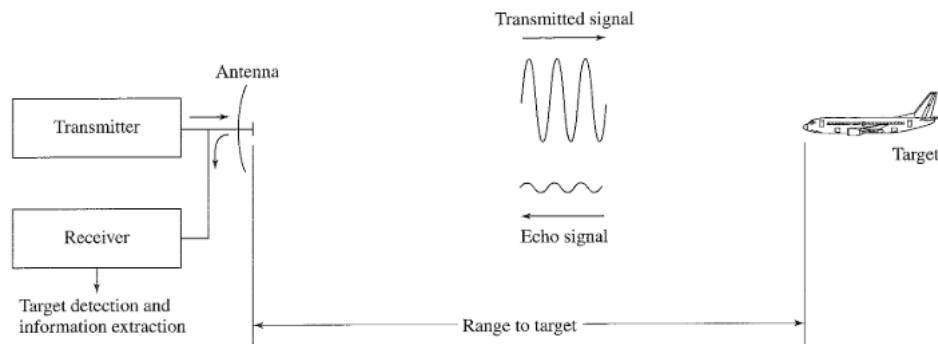 Transmitted signal
Antenna
Transmitter
Target
Echo signal
Receiver
Target detection and
information extraction
Range to target